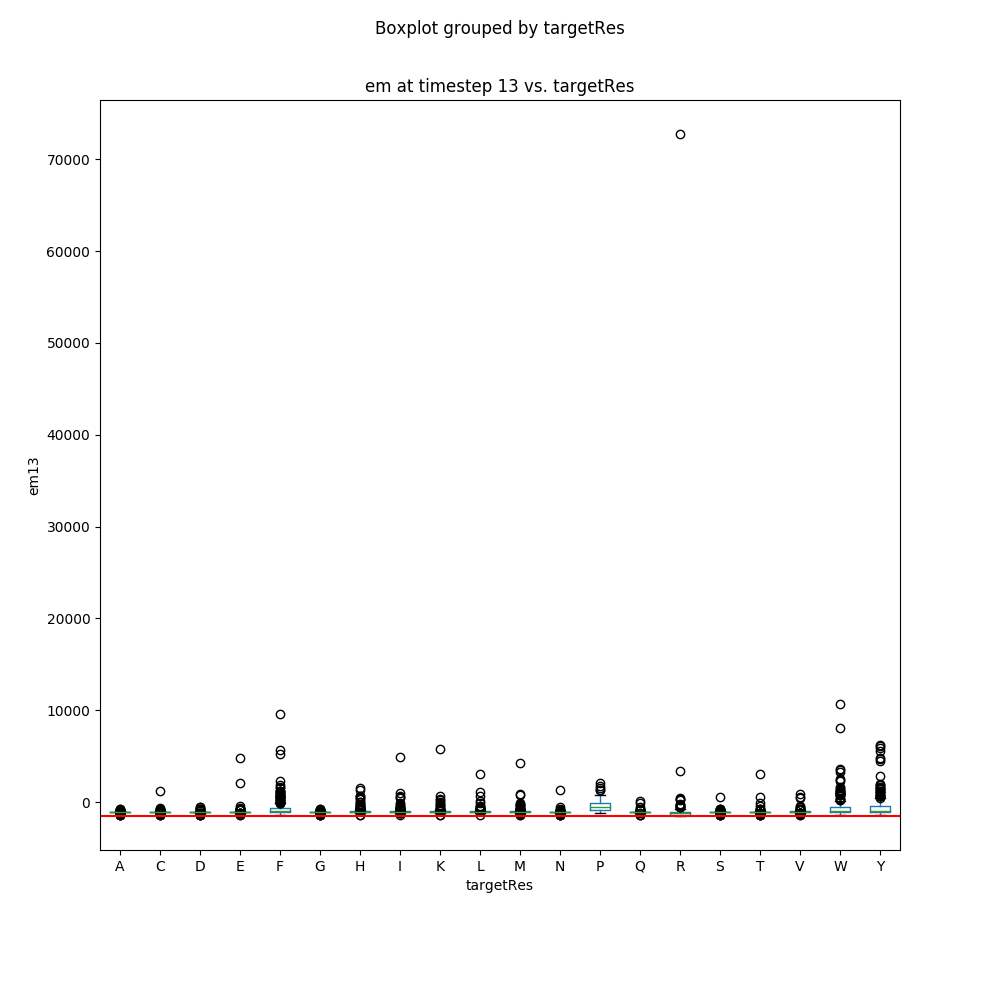 Boxplot grouped by targetRes
em at timestep 13 vs. targetRes
70000
60000
50000
40000
30000
20000
10000
0
em13
A C D E F G H I K L M N P Q R S T V W Y
targetRes